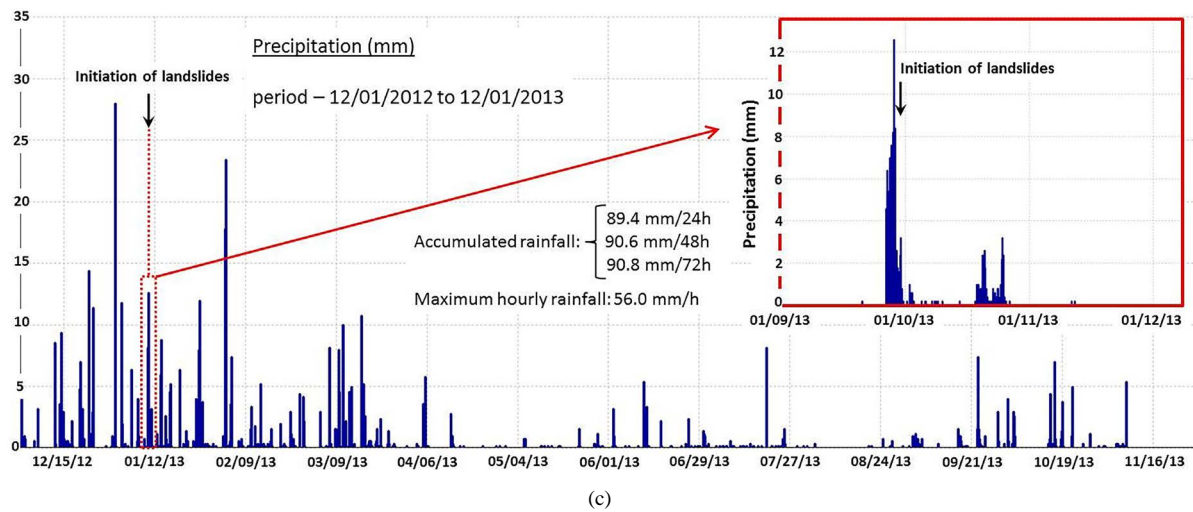 35
30
25
20
15
10
5
0
Precipitation (mm)
Initiation of landslides
period – 12/01/2012 to 12/01/2013
Accumulated rainfall:
89.4 mm/24h
90.6 mm/48h
90.8 mm/72h
Maximum hourly rainfall: 56.0 mm/h
12/15/12 01/12/13 02/09/13 03/09/13 04/06/13 05/04/13 06/01/13 06/29/13 07/27/13 08/24/13 09/21/13 10/19/13 11/16/13
Precipitation (mm)
12
10
8
6
4
2
0
Initiation of landslides
01/09/13 01/10/13 01/11/13 01/12/13
(c)